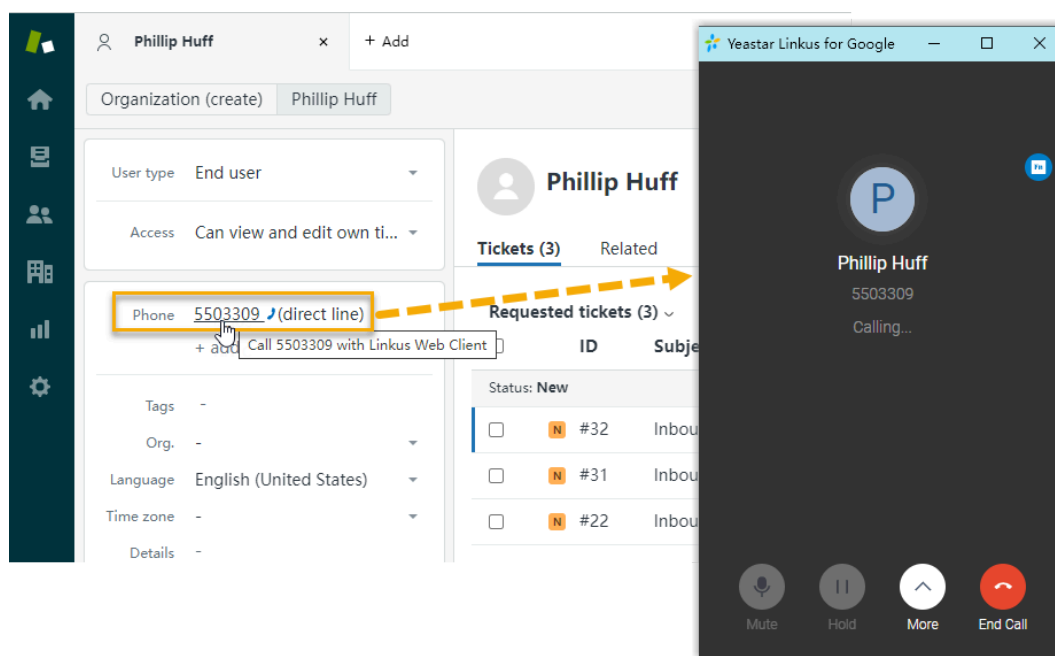 Phillip Huff × + Add
Organization (create) Phillip Huff
User type End user
Access Can view and edit own ti...
Phone 5503309 (direct line)
Call 5503309 with Linkus Web Client
Tags -
Org. -
Language English (United States)
Time zone -
Details -
Phillip Huff
Tickets (3) Related
Requested tickets (3)
ID Subje
Status: New
N #32 Inbou
N #31 Inbou
N #22 Inbou
Yeastar Linkus for Google
P
Phillip Huff
5503309
Calling...
Mute Hold More End Call